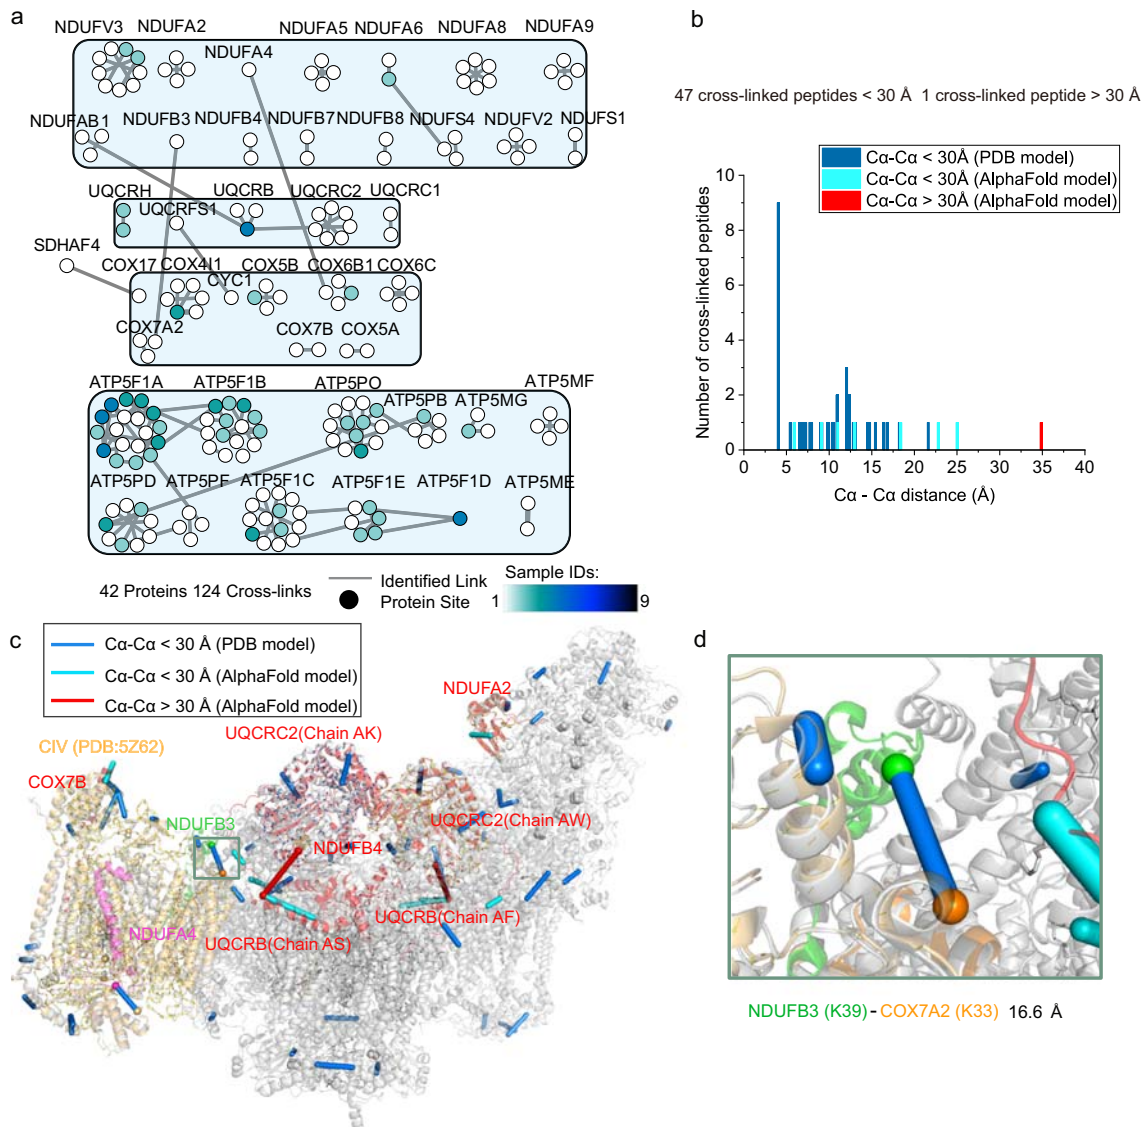 a
NDUFV3 NDUFA2 NDUFA5 NDUFA6 NDUFA8 NDUFA9
NDUFA4
NDUFAB1 NDUFB3 NDUFB4 NDUFB7 NDUFB8 NDUFS4 NDUFV2 NDUFS1
UQCRH UQCRB UQCRC2 UQCRC1
UQCRFS1
SDHAF4
COX17 COX4I1 COX5B COX6B1 COX6C
CYC1
COX7A2 COX7B COX5A
ATP5F1A ATP5F1B ATP5PO ATP5MF
ATP5PB ATP5MG
ATP5PD ATP5PF ATP5F1C ATP5F1E ATP5F1D ATP5ME
42 Proteins 124 Cross-links
Identified Link
Protein Site
Sample IDs:
1 9
b
47 cross-linked peptides < 30 Å 1 cross-linked peptide > 30 Å
Cα-Cα < 30Å (PDB model)
Cα-Cα < 30Å (AlphaFold model)
Cα-Cα > 30Å (AlphaFold model)
Number of cross-linked peptides
10
8
6
4
2
0
0 5 10 15 20 25 30 35 40
Cα - Cα distance (Å)
c
Cα-Cα < 30 Å (PDB model)
Cα-Cα < 30 Å (AlphaFold model)
Cα-Cα > 30 Å (AlphaFold model)
NDUFA2
UQCRC2(Chain AK)
CIV (PDB:5Z62)
COX7B
NDUFB3
UQCRC2(Chain AW)
NDUFB4
UQCRB(Chain AF)
NDUFA4
UQCRB(Chain AS)
d
NDUFB3 (K39) - COX7A2 (K33) 16.6 Å